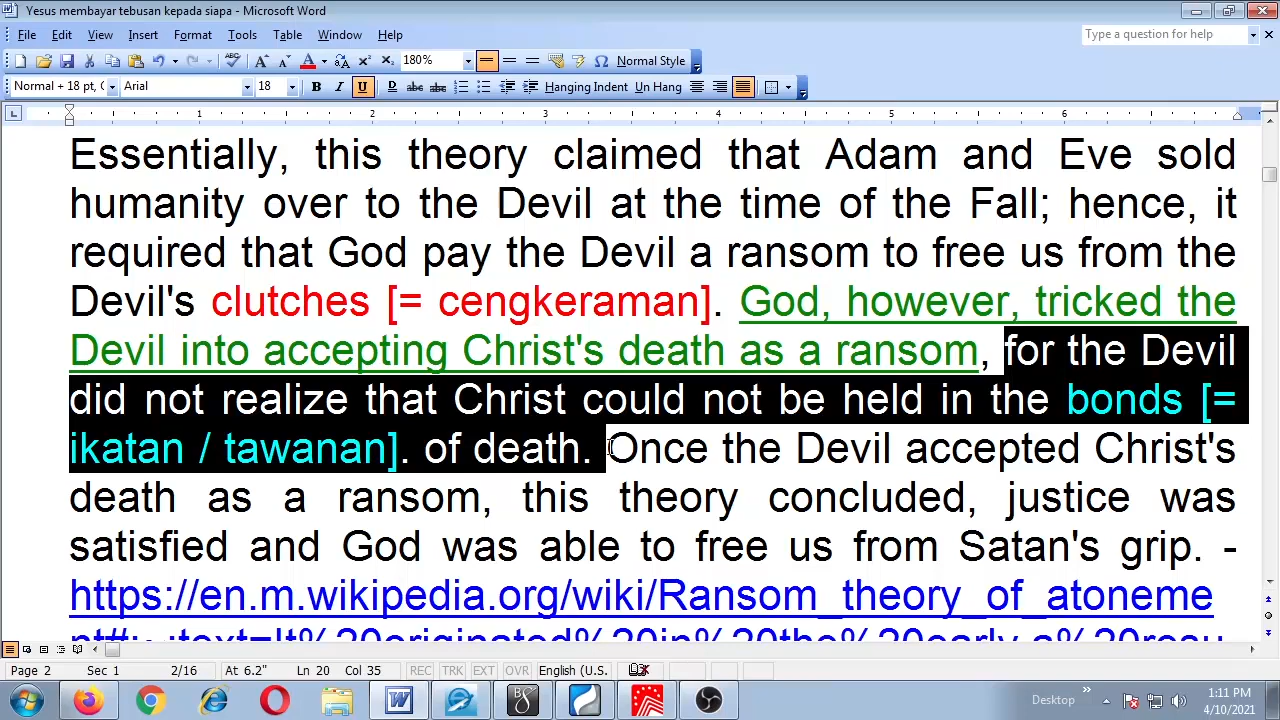 Yesus membayar tebusan kepada siapa - Microsoft Word
File Edit View Insert Format Tools Table Window Help
Type a question for help
180% Normal Style
Normal + 18 pt, ( Arial 18 B I U abc abc Hanging Indent Un Hang
1 2 3 4 5 6
Essentially, this theory claimed that Adam and Eve sold
humanity over to the Devil at the time of the Fall; hence, it
required that God pay the Devil a ransom to free us from the
Devil's clutches [= cengkeraman]. God, however, tricked the
Devil into accepting Christ's death as a ransom, for the Devil
did not realize that Christ could not be held in the bonds [=
ikatan / tawanan]. of death. Once the Devil accepted Christ's
death as a ransom, this theory concluded, justice was
satisfied and God was able to free us from Satan's grip. -
https://en.m.wikipedia.org/wiki/Ransom_theory_of_atoneme
Page 2 Sec 1 2/16 At 6.2" Ln 20 Col 35 REC TRK EXT OVR English (U.S.
Desktop » 1:11 PM
4/10/2021